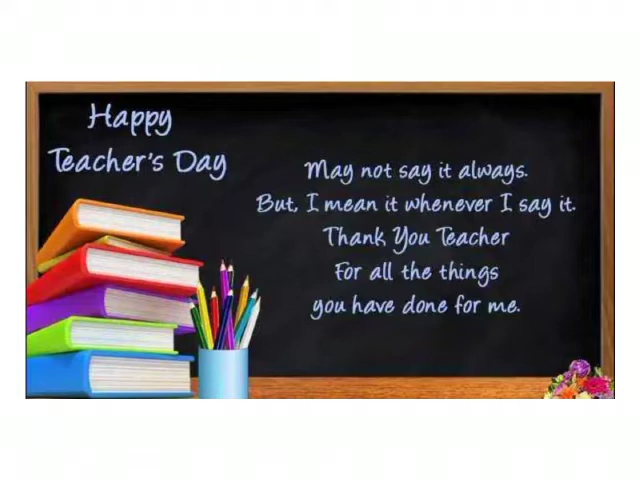 Happy
Teacher's Day
May not say it always.
But, I mean it whenever I say it.
Thank You Teacher
For all the things
you have done for me.